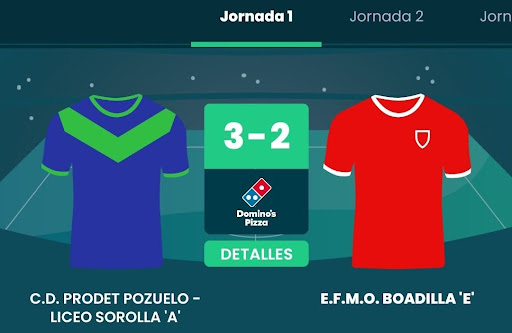 Jornada 1
Jornada 2
Jorn
3-2
Domino's
Pizza
DETALLES
C.D. PRODET POZUELO -
LICEO SOROLLA 'A'
E.F.M.O. BOADILLA 'E'